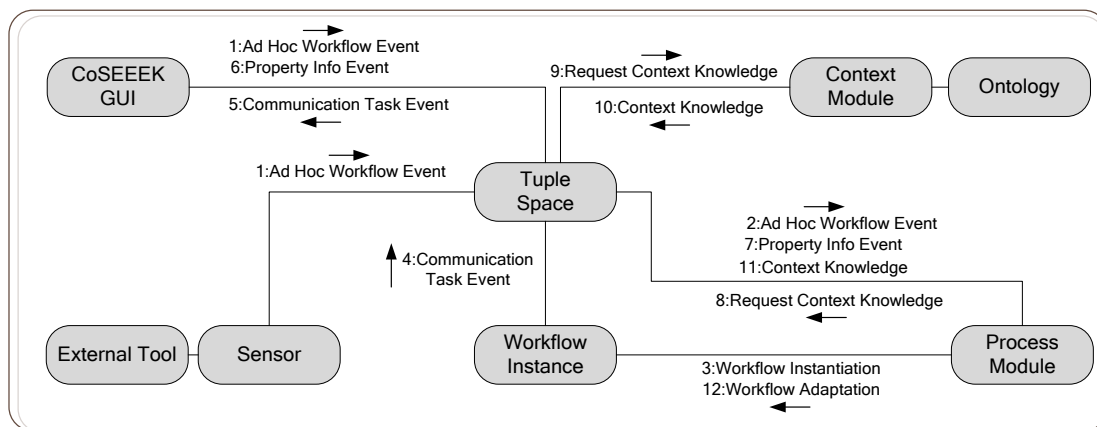 1:Ad Hoc Workflow Event
6:Property Info Event
CoSEEEK
GUI
5:Communication Task Event
9:Request Context Knowledge
10:Context Knowledge
Context
Module
Ontology
1:Ad Hoc Workflow Event
Tuple
Space
2:Ad Hoc Workflow Event
7:Property Info Event
11:Context Knowledge
4:Communication
Task Event
8:Request Context Knowledge
External Tool
Sensor
Workflow
Instance
Process
Module
3:Workflow Instantiation
12:Workflow Adaptation